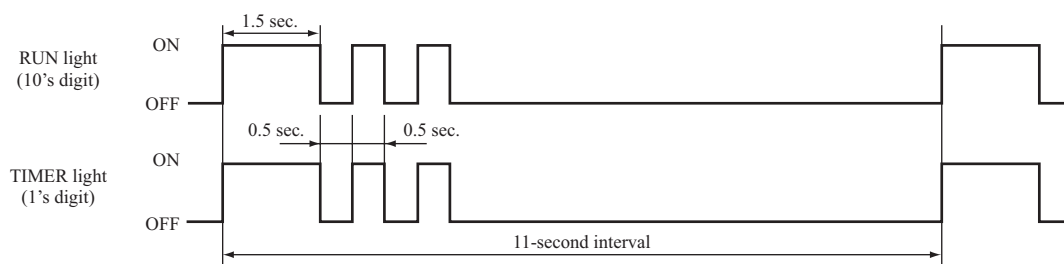 1.5 sec.
ON
RUN light
(10’s digit)
OFF
0.5 sec.
0.5 sec.
ON
TIMER light
(1’s digit)
OFF
11-second interval